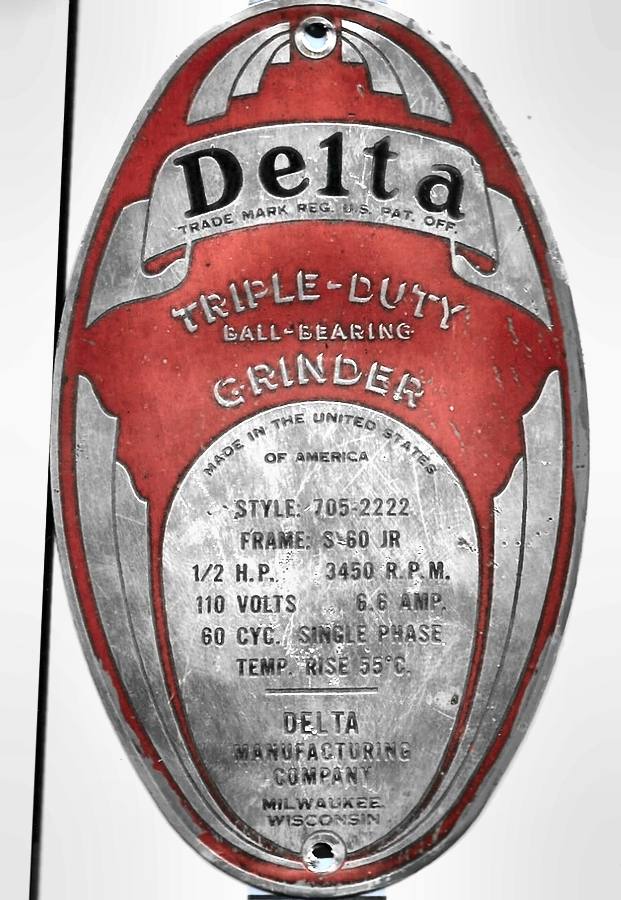 Delta
TRADE MARK REG. U.S. PAT. OFF.
TRIPLE-DUTY
BALL-BEARING
GRINDER
MADE IN THE UNITED STATES
OF AMERICA
STYLE: 705-2222
FRAME: S-60 JR
1/2 H.P. 3450 R.P.M.
110 VOLTS 6.6 AMP.
60 CYC. SINGLE PHASE
TEMP. RISE 55°C.
DELTA
MANUFACTURING
COMPANY
MILWAUKEE.
WISCONSIN